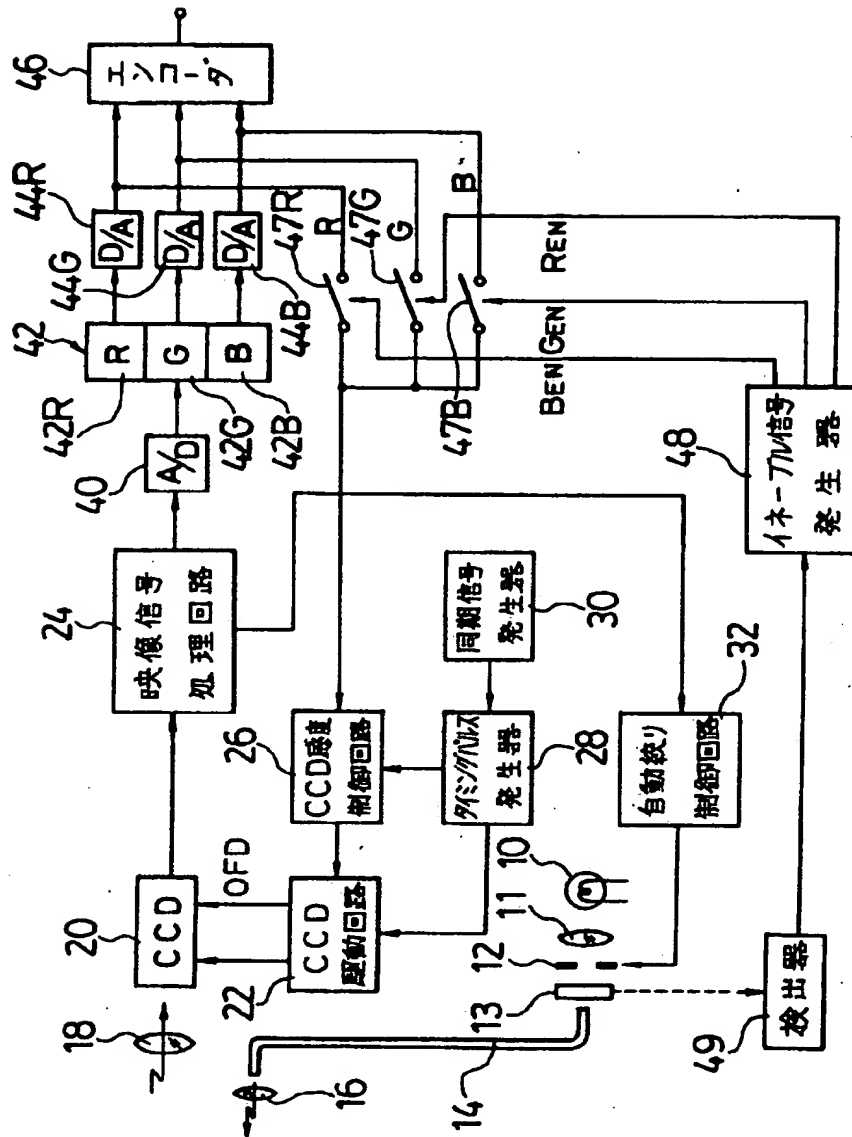 18
20
CCD
OFD
22
CCD
駆動回路
24
映像信号
処理回路
26
CCD感度
制御回路
28
タイミングパルス
発生器
30
同期信号
発生器
32
自動絞り
制御回路
40
A/D
42
R
G
B
42R
42G
42B
44R
44G
44B
D/A
D/A
D/A
46
エンコーダ
47R
R
47G
G
47B
B
BEN
GEN
REN
48
イネーブル信号
発生器
49
検出器
10
11
12
13
14
16